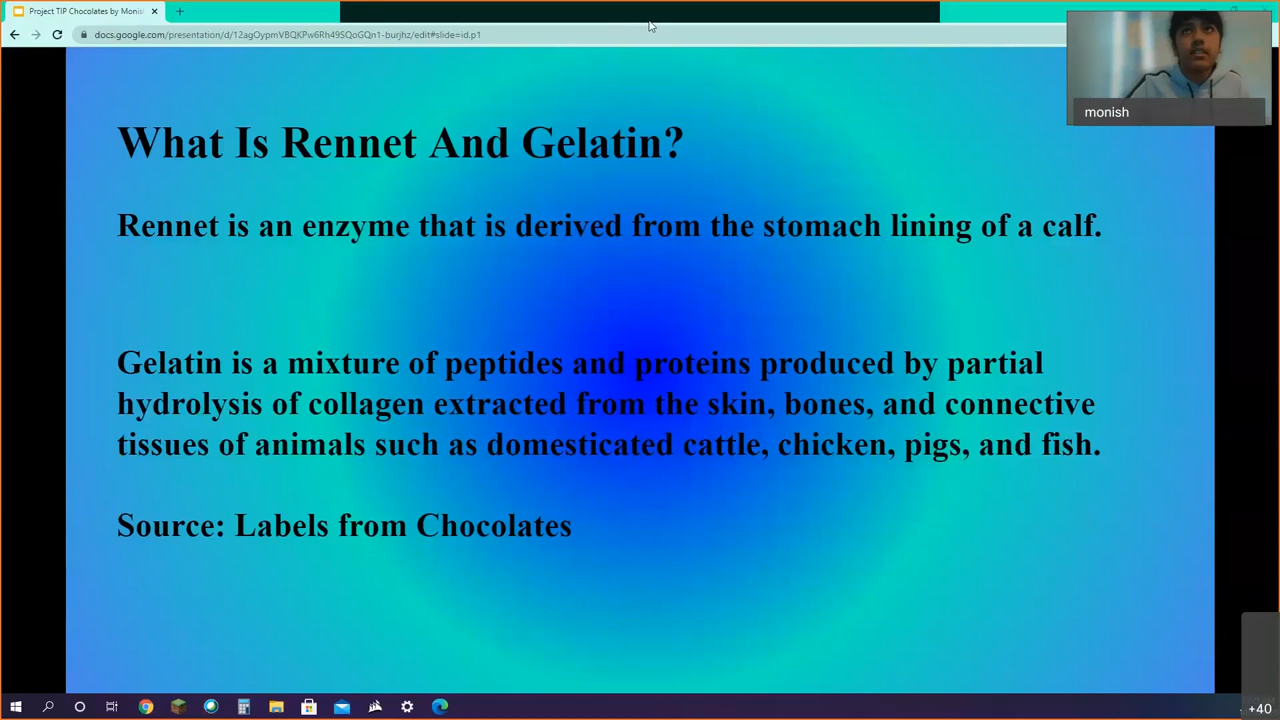 Project TIP Chocolates by Monish
docs.google.com/presentation/d/12agOypmVBQKPw6Rh49SQoGQn1-burjhz/edit#slide=id.p1
monish
What Is Rennet And Gelatin?
Rennet is an enzyme that is derived from the stomach lining of a calf.
Gelatin is a mixture of peptides and proteins produced by partial
hydrolysis of collagen extracted from the skin, bones, and connective
tissues of animals such as domesticated cattle, chicken, pigs, and fish.
Source: Labels from Chocolates
+40